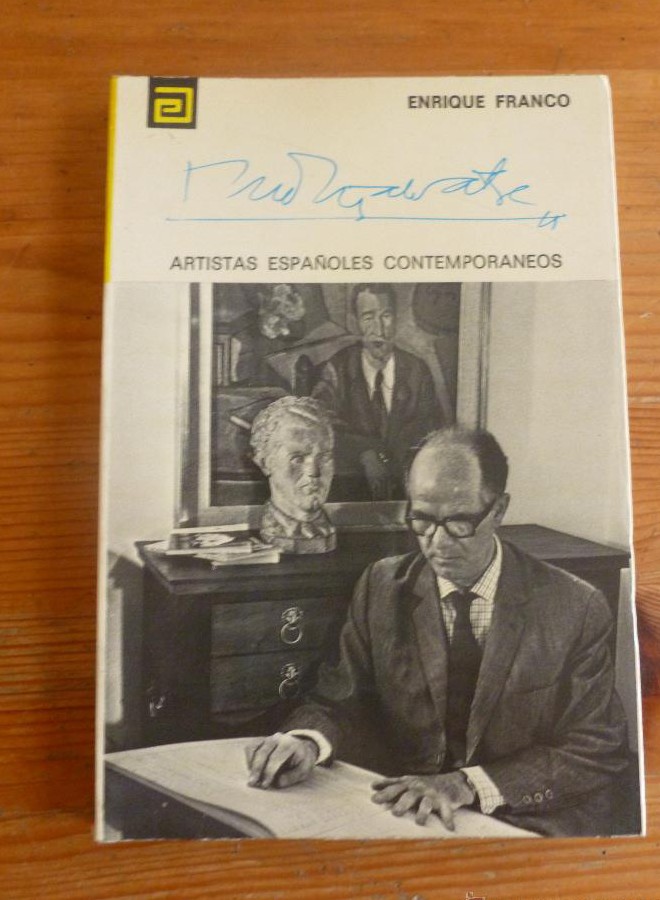 ENRIQUE FRANCO
ARTISTAS ESPAÑOLES CONTEMPORANEOS